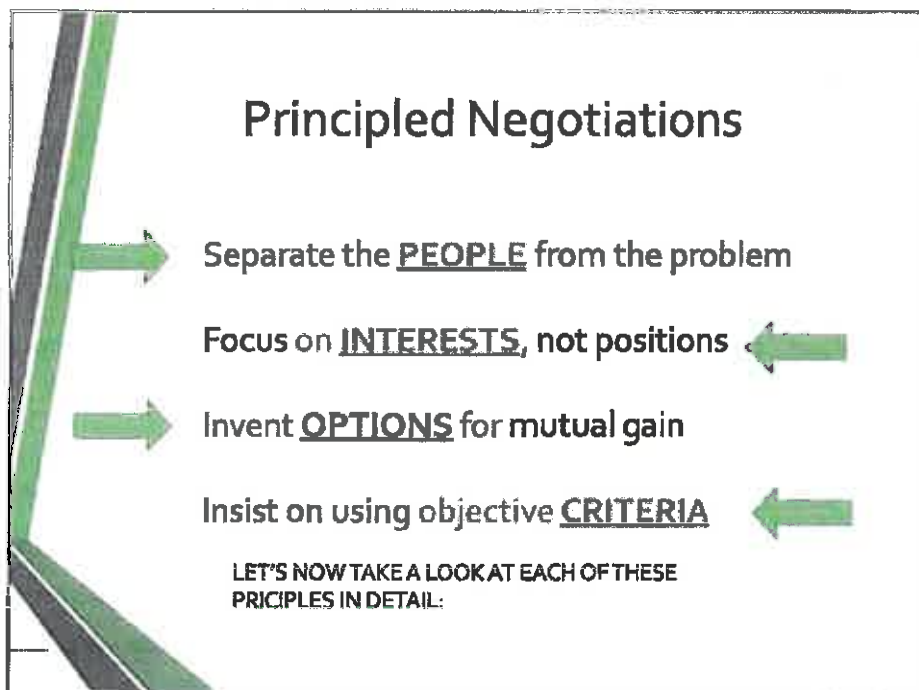 Principled Negotiations
Separate the PEOPLE from the problem
Focus on INTERESTS, not positions
Invent OPTIONS for mutual gain
Insist on using objective CRITERIA
LET'S NOW TAKE A LOOK AT EACH OF THESE
PRICIPLES IN DETAIL: